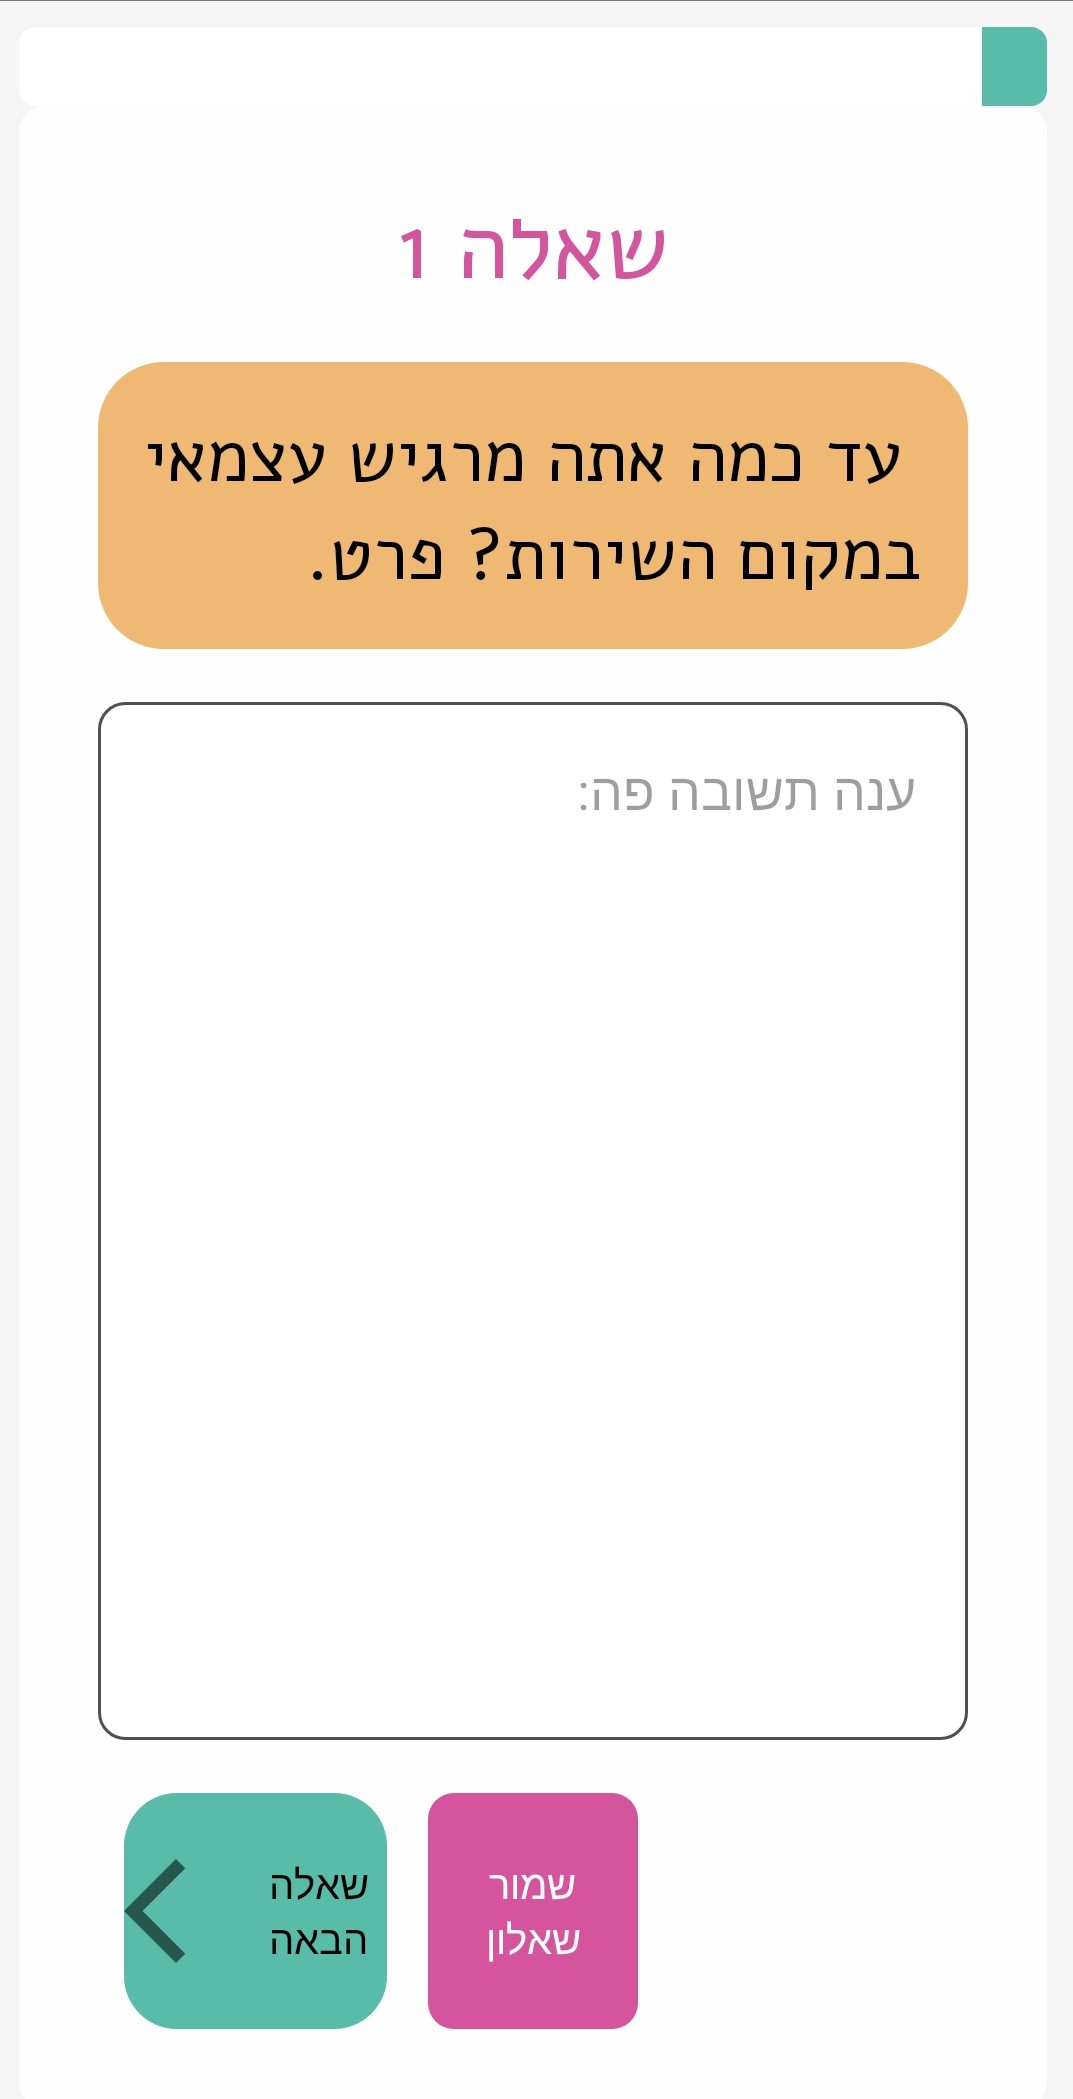 שאלה 1
עד כמה אתה מרגיש עצמאי
במקום השירות? פרט.
ענה תשובה פה:
שמור
שאלון
שאלה
הבאה